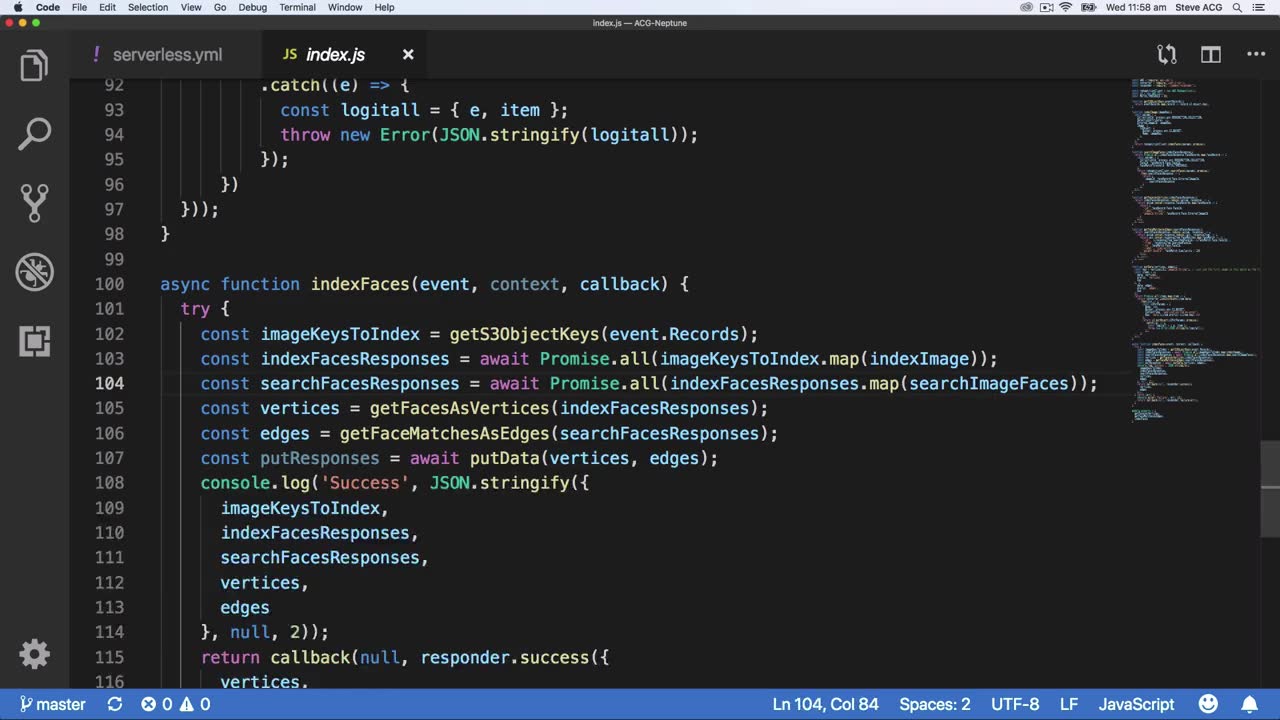 Code File Edit Selection View Go Debug Terminal Window Help Wed 11:58 am Steve ACG
index.js — ACG-Neptune
! serverless.yml JS index.js ×
92 .catch((e) => {
93 const logitall = { e, item };
94 throw new Error(JSON.stringify(logitall));
95 });
96 })
97 }));
98 }
99
100 async function indexFaces(event, context, callback) {
101 try {
102 const imageKeysToIndex = getS3ObjectKeys(event.Records);
103 const indexFacesResponses = await Promise.all(imageKeysToIndex.map(indexImage));
104 const searchFacesResponses = await Promise.all(indexFacesResponses.map(searchImageFaces));
105 const vertices = getFacesAsVertices(indexFacesResponses);
106 const edges = getFaceMatchesAsEdges(searchFacesResponses);
107 const putResponses = await putData(vertices, edges);
108 console.log('Success', JSON.stringify({
109 imageKeysToIndex,
110 indexFacesResponses,
111 searchFacesResponses,
112 vertices,
113 edges
114 }, null, 2));
115 return callback(null, responder.success({
116 vertices,
master 0 0 Ln 104, Col 84 Spaces: 2 UTF-8 LF JavaScript